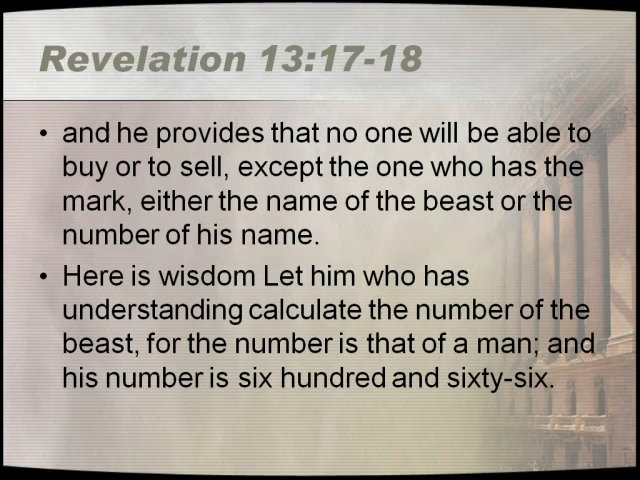 Revelation 13:17-18
• and he provides that no one will be able to
buy or to sell, except the one who has the
mark, either the name of the beast or the
number of his name.
• Here is wisdom Let him who has
understanding calculate the number of the
beast, for the number is that of a man; and
his number is six hundred and sixty-six.